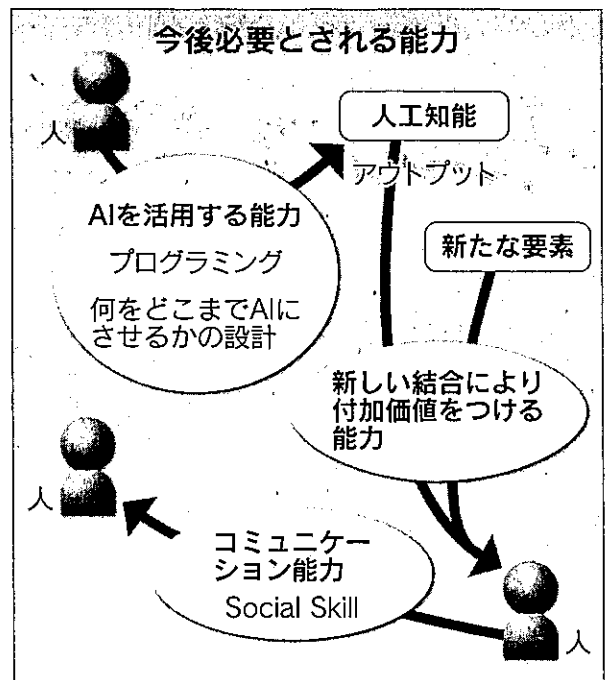 今後必要とされる能力
人
人工知能
アウトプット
AIを活用する能力
プログラミング
何をどこまでAIに
させるかの設計
新たな要素
新しい結合により
付加価値をつける
能力
人
コミュニケー
ション能力
Social Skill
人